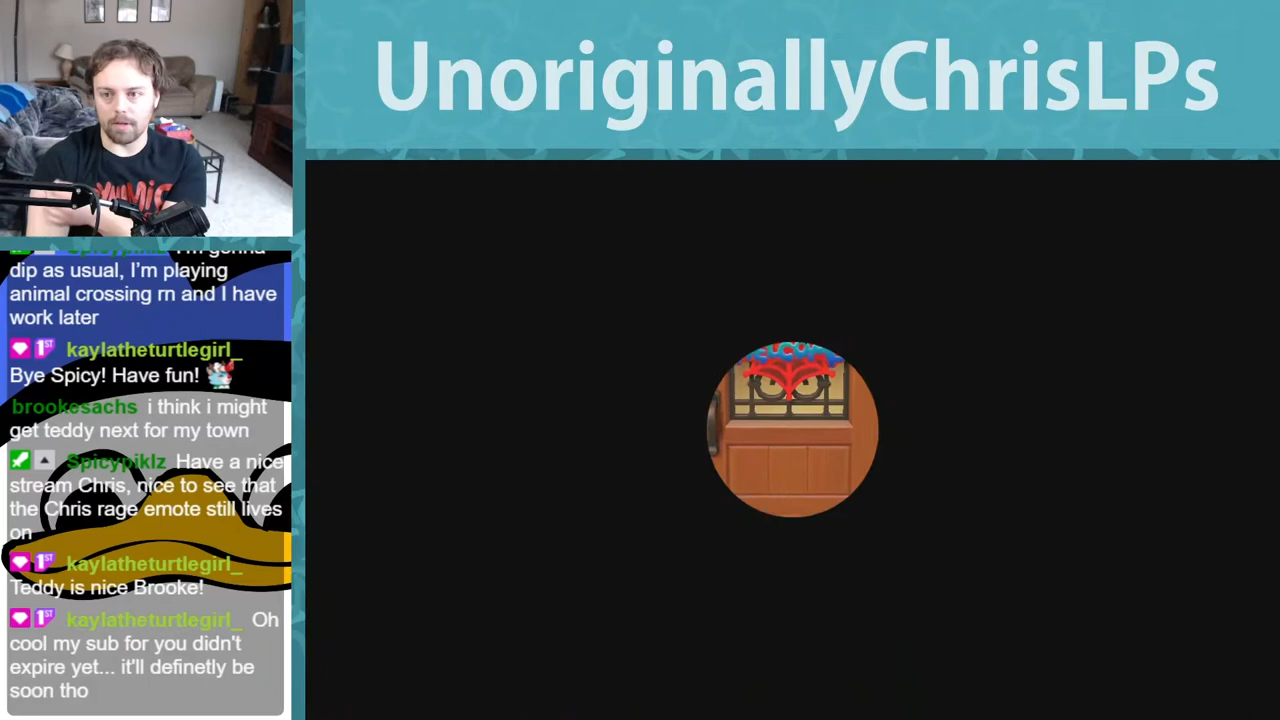 UnoriginallyChrisLPs
Spicypiklz I'm gonna
dip as usual, I'm playing
animal crossing rn and I have
work later
kaylatheturtlegirl_
Bye Spicy! Have fun!
brookesachs i think i might
get teddy next for my town
Spicypiklz Have a nice
stream Chris, nice to see that
the Chris rage emote still lives
on
kaylatheturtlegirl_
Teddy is nice Brooke!
kaylatheturtlegirl_ Oh
cool my sub for you didn't
expire yet... it'll definetly be
soon tho